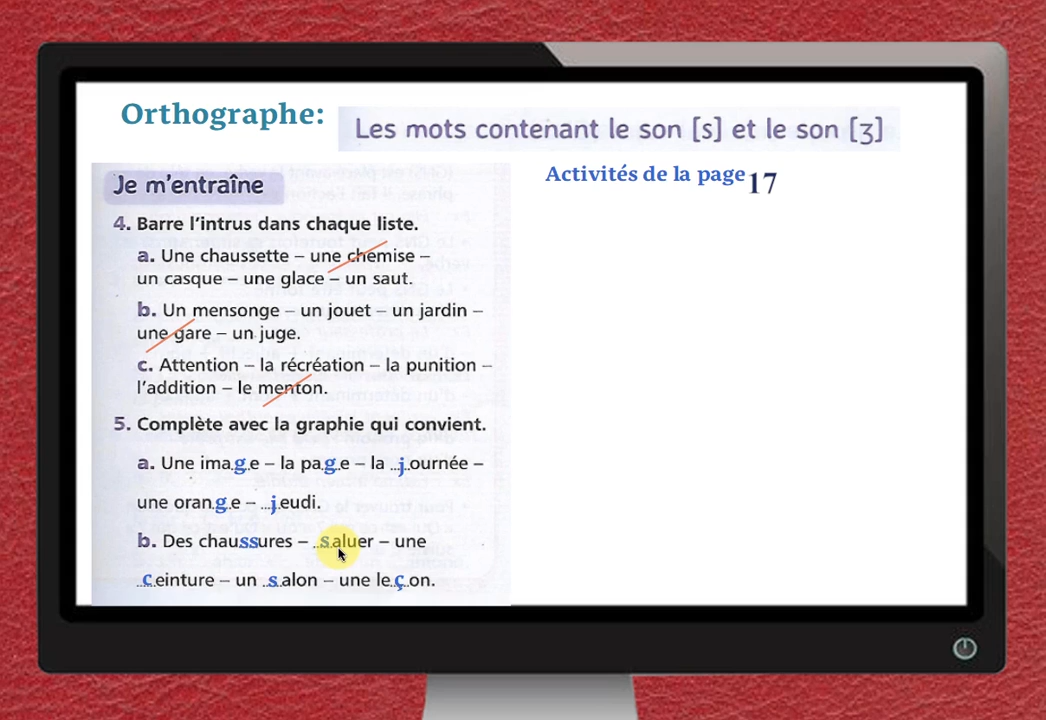 Orthographe:
Les mots contenant le son [s] et le son [ʒ]
Activités de la page 17
Je m'entraîne
4. Barre l'intrus dans chaque liste.
a. Une chaussette – une chemise –
un casque – une glace – un saut.
b. Un mensonge – un jouet – un jardin –
une gare – un juge.
c. Attention – la récréation – la punition –
l'addition – le menton.
5. Complète avec la graphie qui convient.
a. Une image – la page – la journée –
une orange – jeudi.
b. Des chaussures – saluer – une
ceinture – un salon – une leçon.